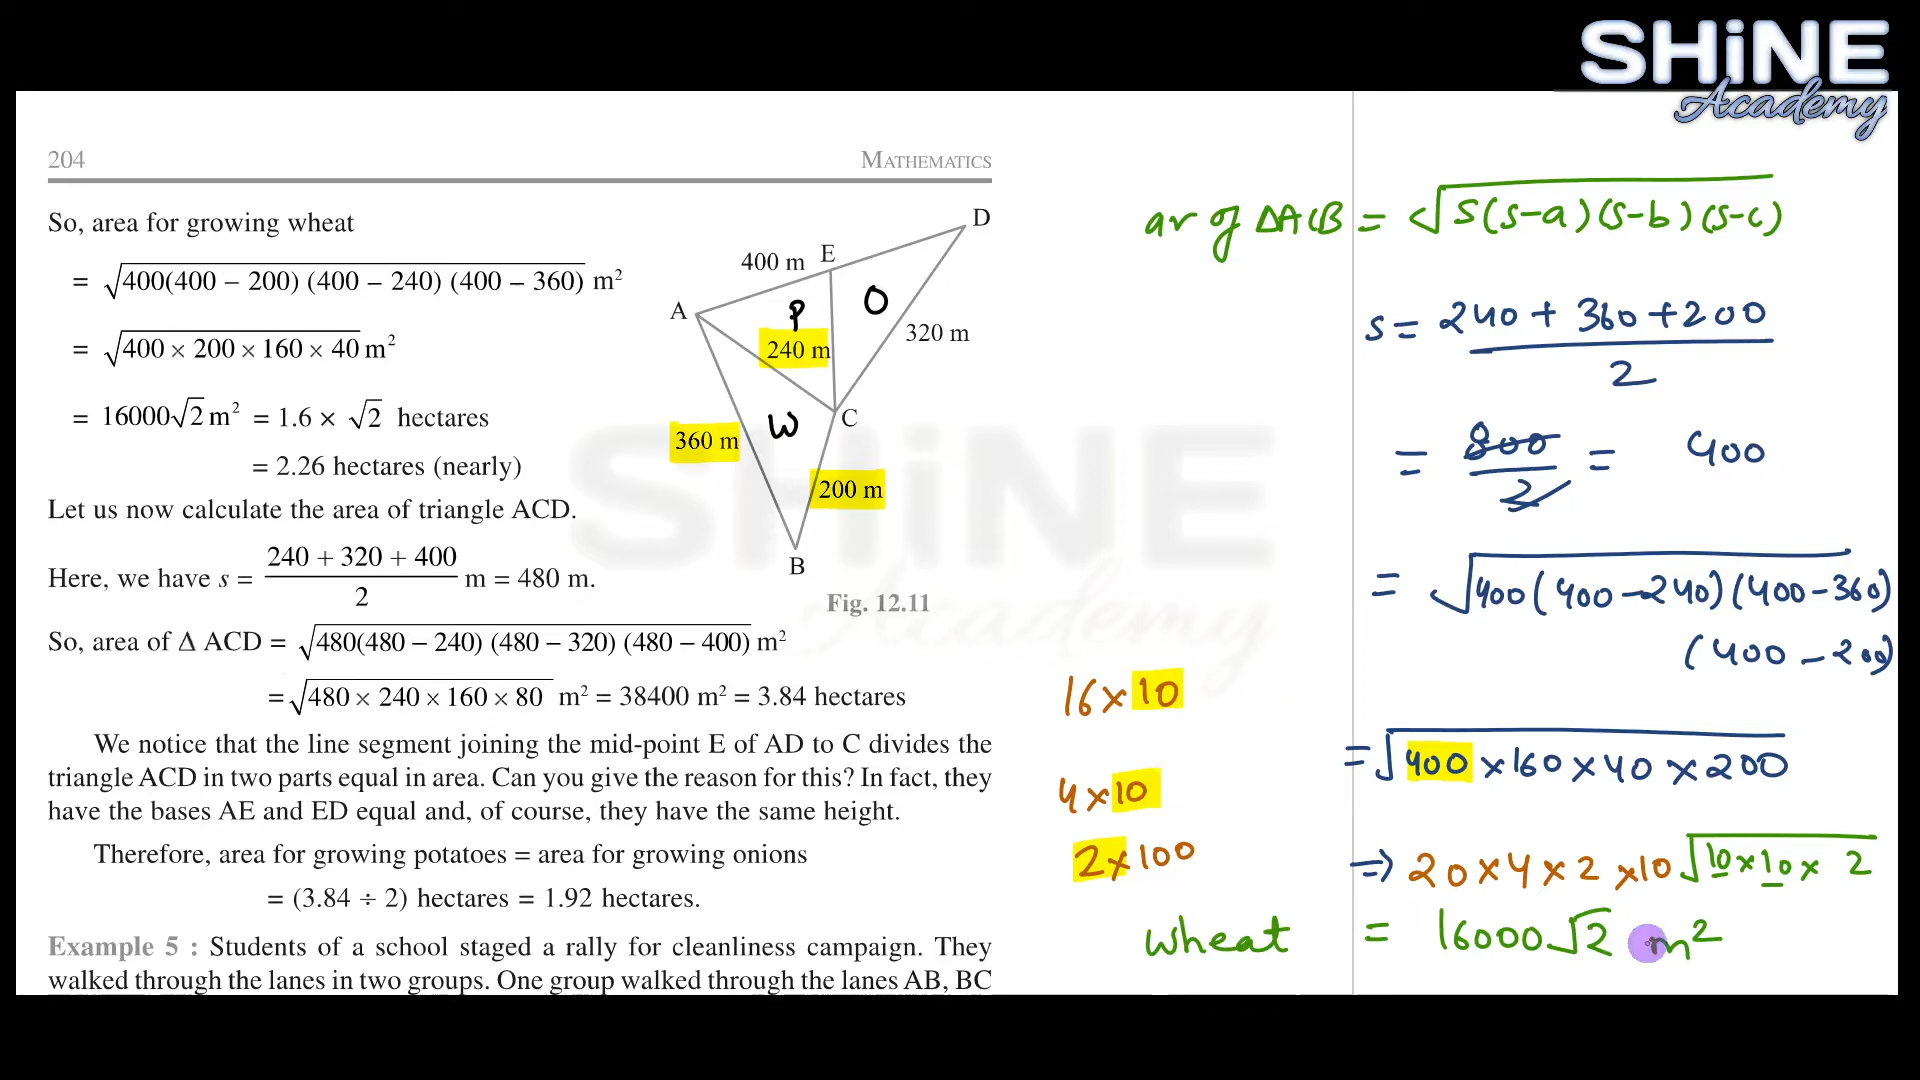 SHiNE
Academy
204 MATHEMATICS
So, area for growing wheat
= √400(400 − 200) (400 − 240) (400 − 360) m²
= √400 × 200 × 160 × 40 m²
= 16000√2 m² = 1.6 × √2 hectares
= 2.26 hectares (nearly)
Let us now calculate the area of triangle ACD.
Here, we have s = (240 + 320 + 400)/2 m = 480 m.
So, area of Δ ACD = √480(480 − 240) (480 − 320) (480 − 400) m²
= √480 × 240 × 160 × 80 m² = 38400 m² = 3.84 hectares
We notice that the line segment joining the mid-point E of AD to C divides the
triangle ACD in two parts equal in area. Can you give the reason for this? In fact, they
have the bases AE and ED equal and, of course, they have the same height.
Therefore, area for growing potatoes = area for growing onions
= (3.84 ÷ 2) hectares = 1.92 hectares.
Example 5 : Students of a school staged a rally for cleanliness campaign. They
walked through the lanes in two groups. One group walked through the lanes AB, BC
D
400 m E
A P O
240 m 320 m
W C
360 m
200 m
B
Fig. 12.11
SHiNE
Academy
ar of ΔACB = √s(s-a)(s-b)(s-c)
s = 240 + 360 + 200
2
= 800/2 = 400
= √400(400-240)(400-360)
(400-200)
= √400×160×40×200
16×10
4×10
2×100
⇒ 20×4×2×10√10×10×2
wheat = 16000√2 m²